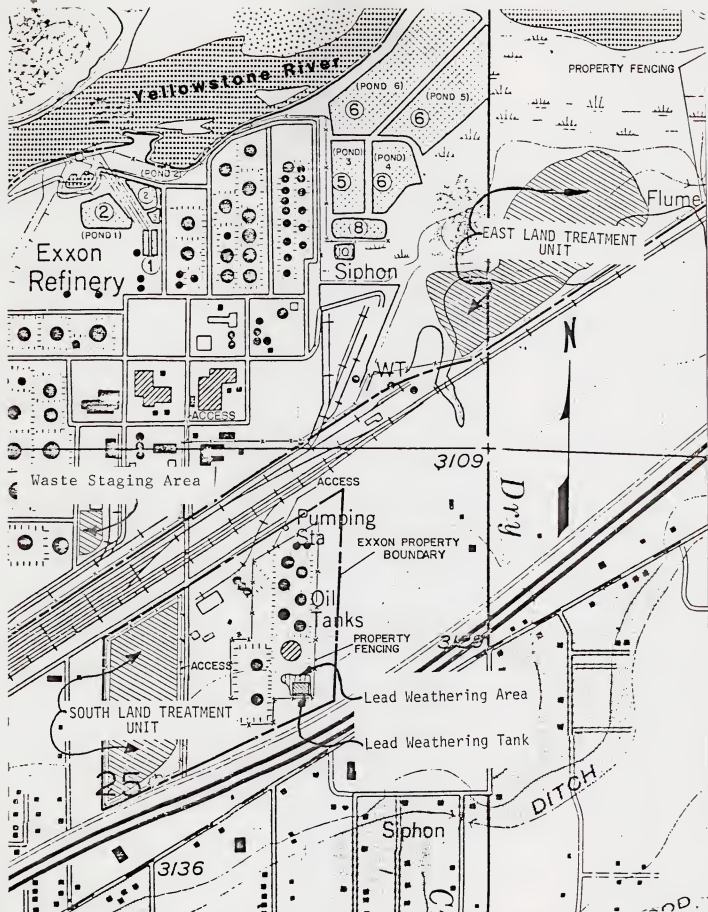 Yellowstone River
PROPERTY FENCING
(POND 6)
(POND 5)
6
6
(POND)
3
(POND)
4
5
6
(POND 2)
2
2
(POND 1)
8
10
7
Flume
EAST LAND TREATMENT
UNIT
Exxon
Refinery
1
Siphon
N
WT
ACCESS
3109
Waste Staging Area
ACCESS
Dry
Pumping
Sta
EXXON PROPERTY
BOUNDARY
Oil
Tanks
PROPERTY
FENCING
ACCESS
Lead Weathering Area
SOUTH LAND TREATMENT
UNIT
Lead Weathering Tank
25
DITCH
Siphon
3136